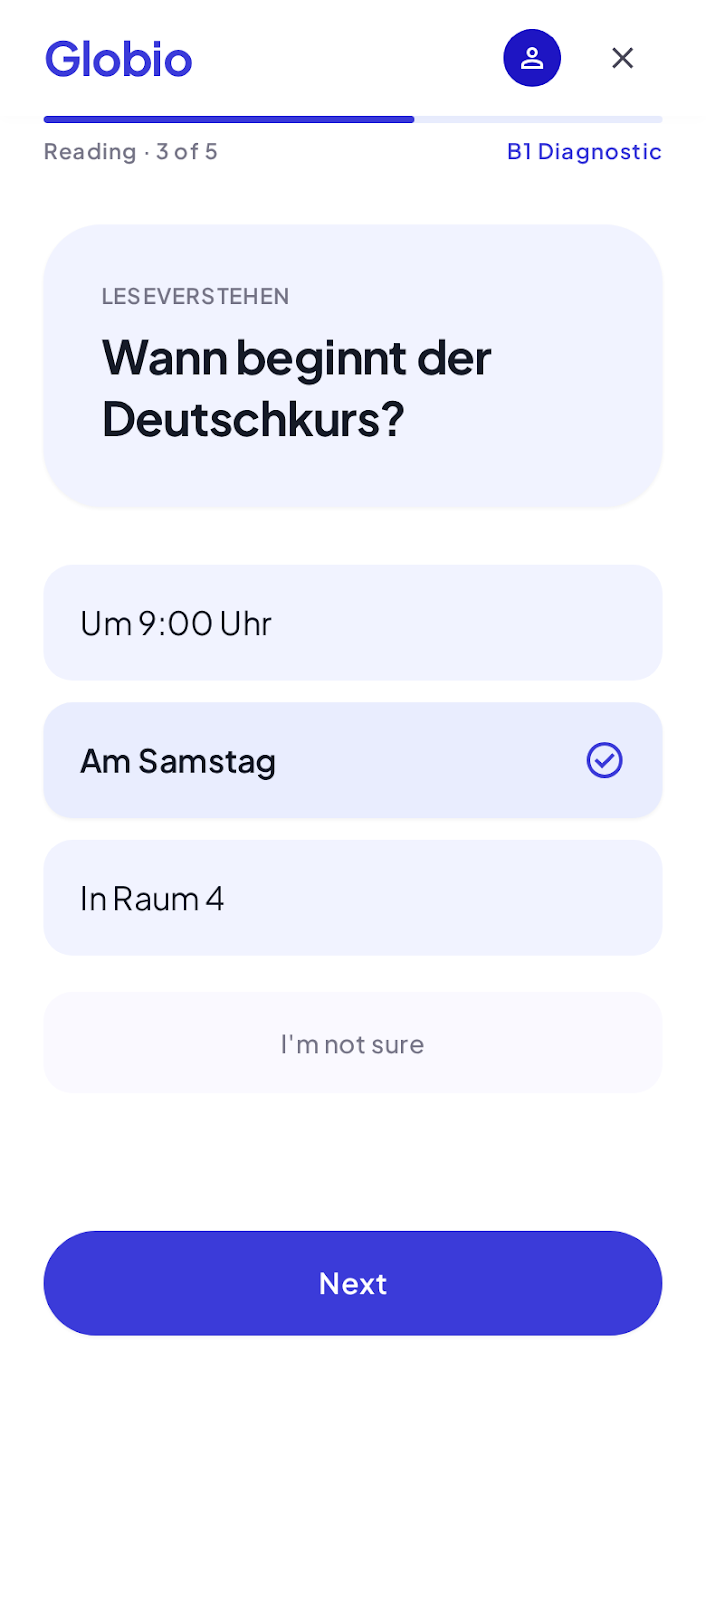 Globio
Reading · 3 of 5
B1 Diagnostic
LESEVERSTEHEN
Wann beginnt der
Deutschkurs?
Um 9:00 Uhr
Am Samstag
In Raum 4
I'm not sure
Next